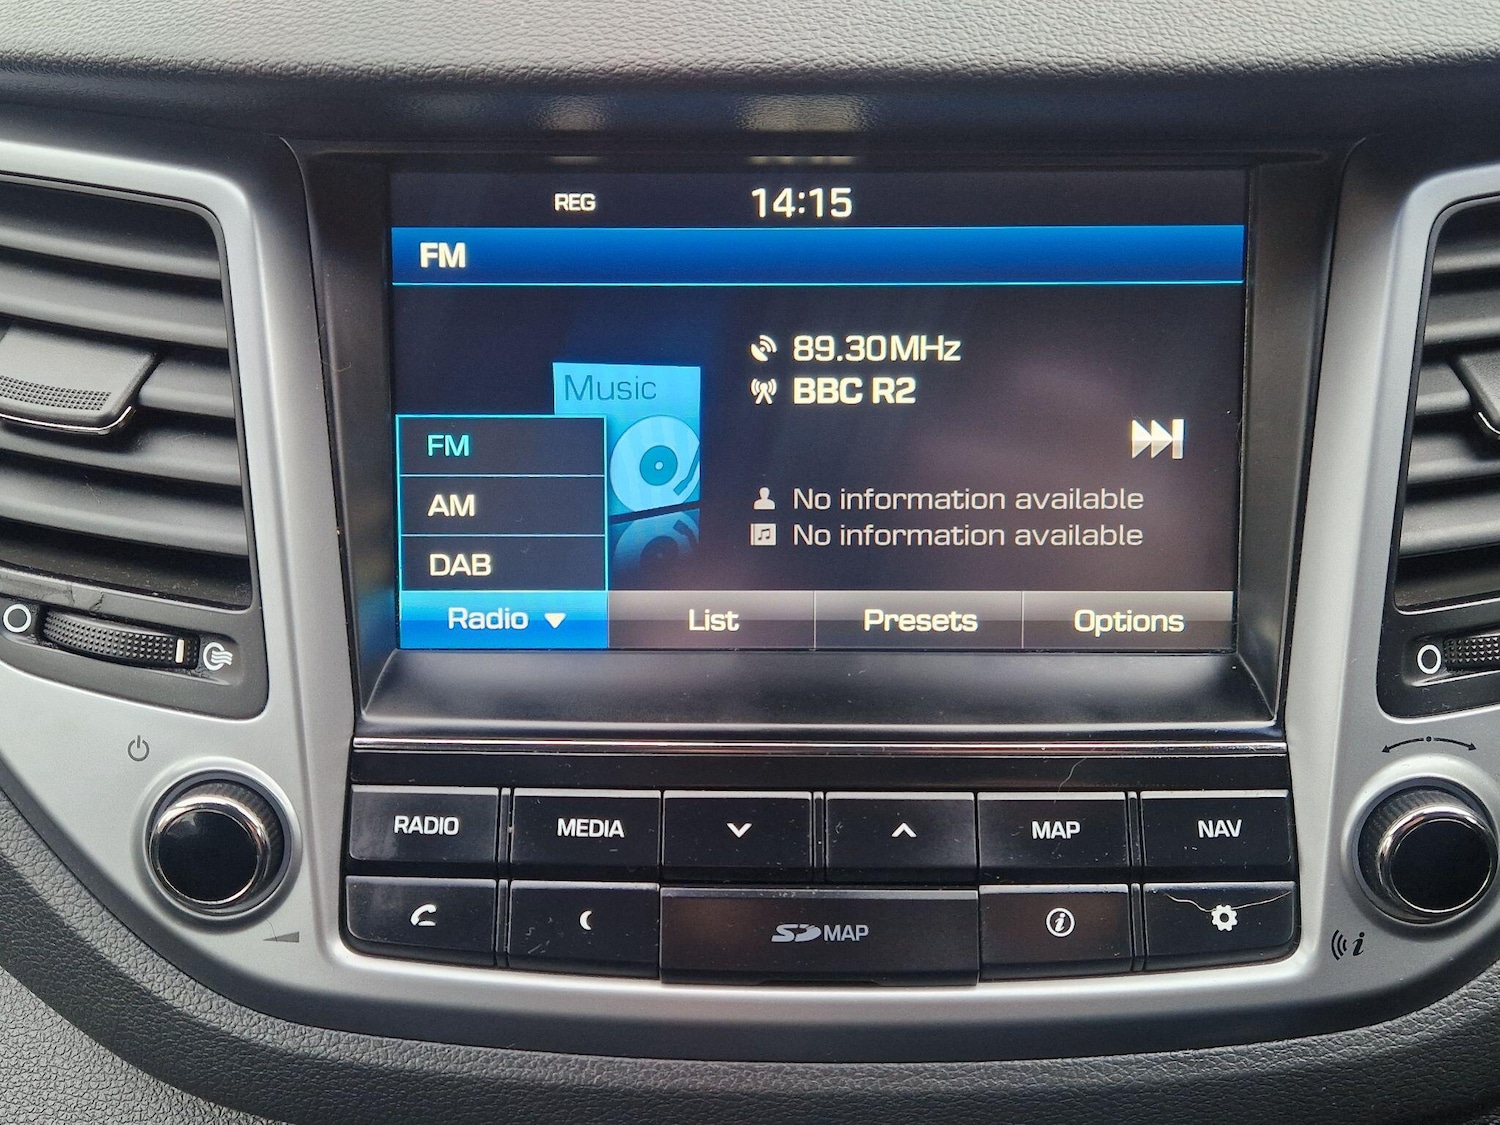 REG 14:15
FM
89.30MHz
BBC R2
Music
FM
AM
DAB
No information available
No information available
Radio List Presets Options
RADIO MEDIA MAP NAV
SD MAP
i
i